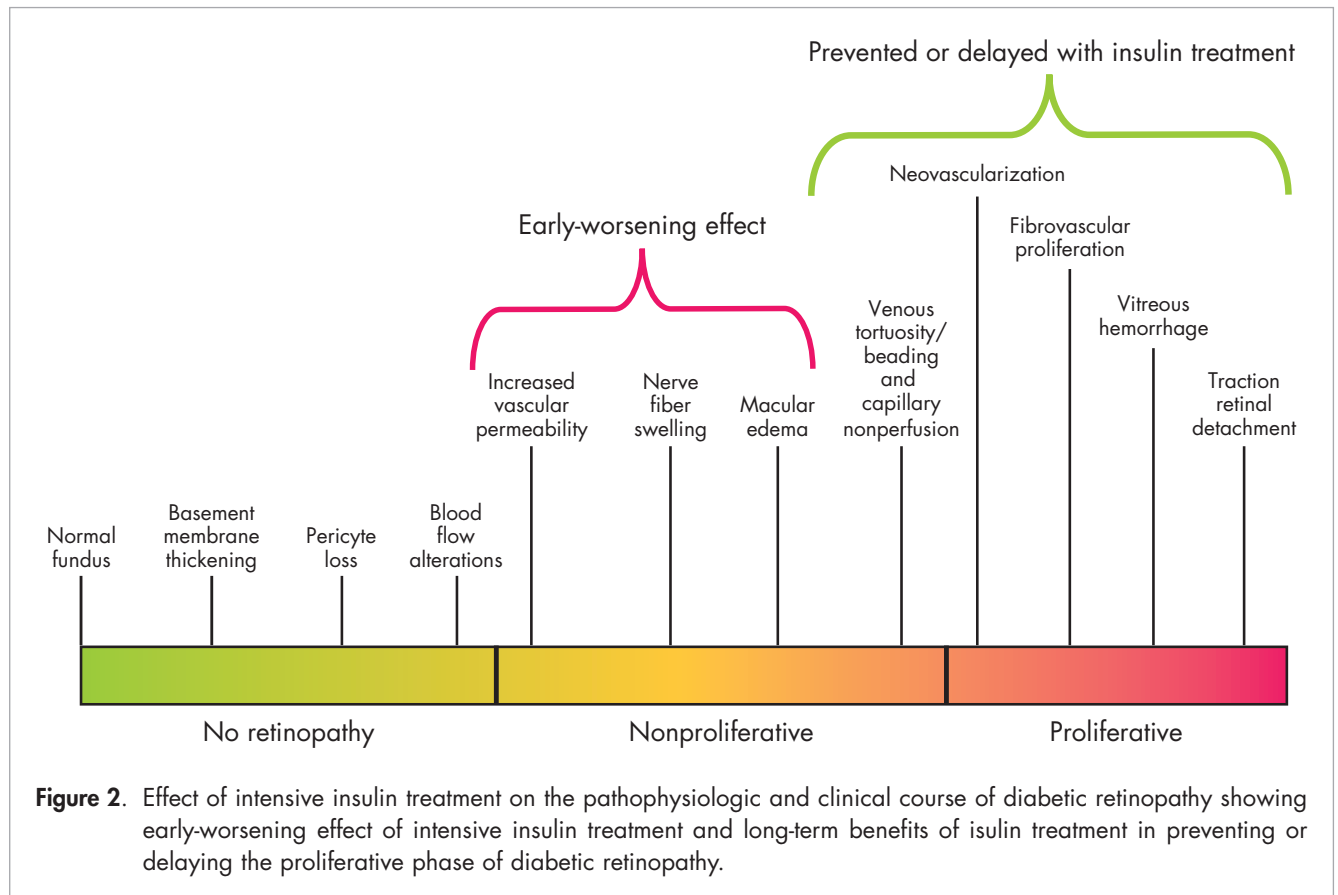 Prevented or delayed with insulin treatment
Neovascularization
Fibrovascular
proliferation
Early-worsening effect
Vitreous
hemorrhage
Venous
tortuosity/
beading
and
capillary
nonperfusion
Increased
vascular
permeability
Nerve
fiber
swelling
Macular
edema
Traction
retinal
detachment
Normal
fundus
Basement
membrane
thickening
Pericyte
loss
Blood
flow
alterations
No retinopathy
Nonproliferative
Proliferative
Figure 2. Effect of intensive insulin treatment on the pathophysiologic and clinical course of diabetic retinopathy showing
early-worsening effect of intensive insulin treatment and long-term benefits of isulin treatment in preventing or
delaying the proliferative phase of diabetic retinopathy.